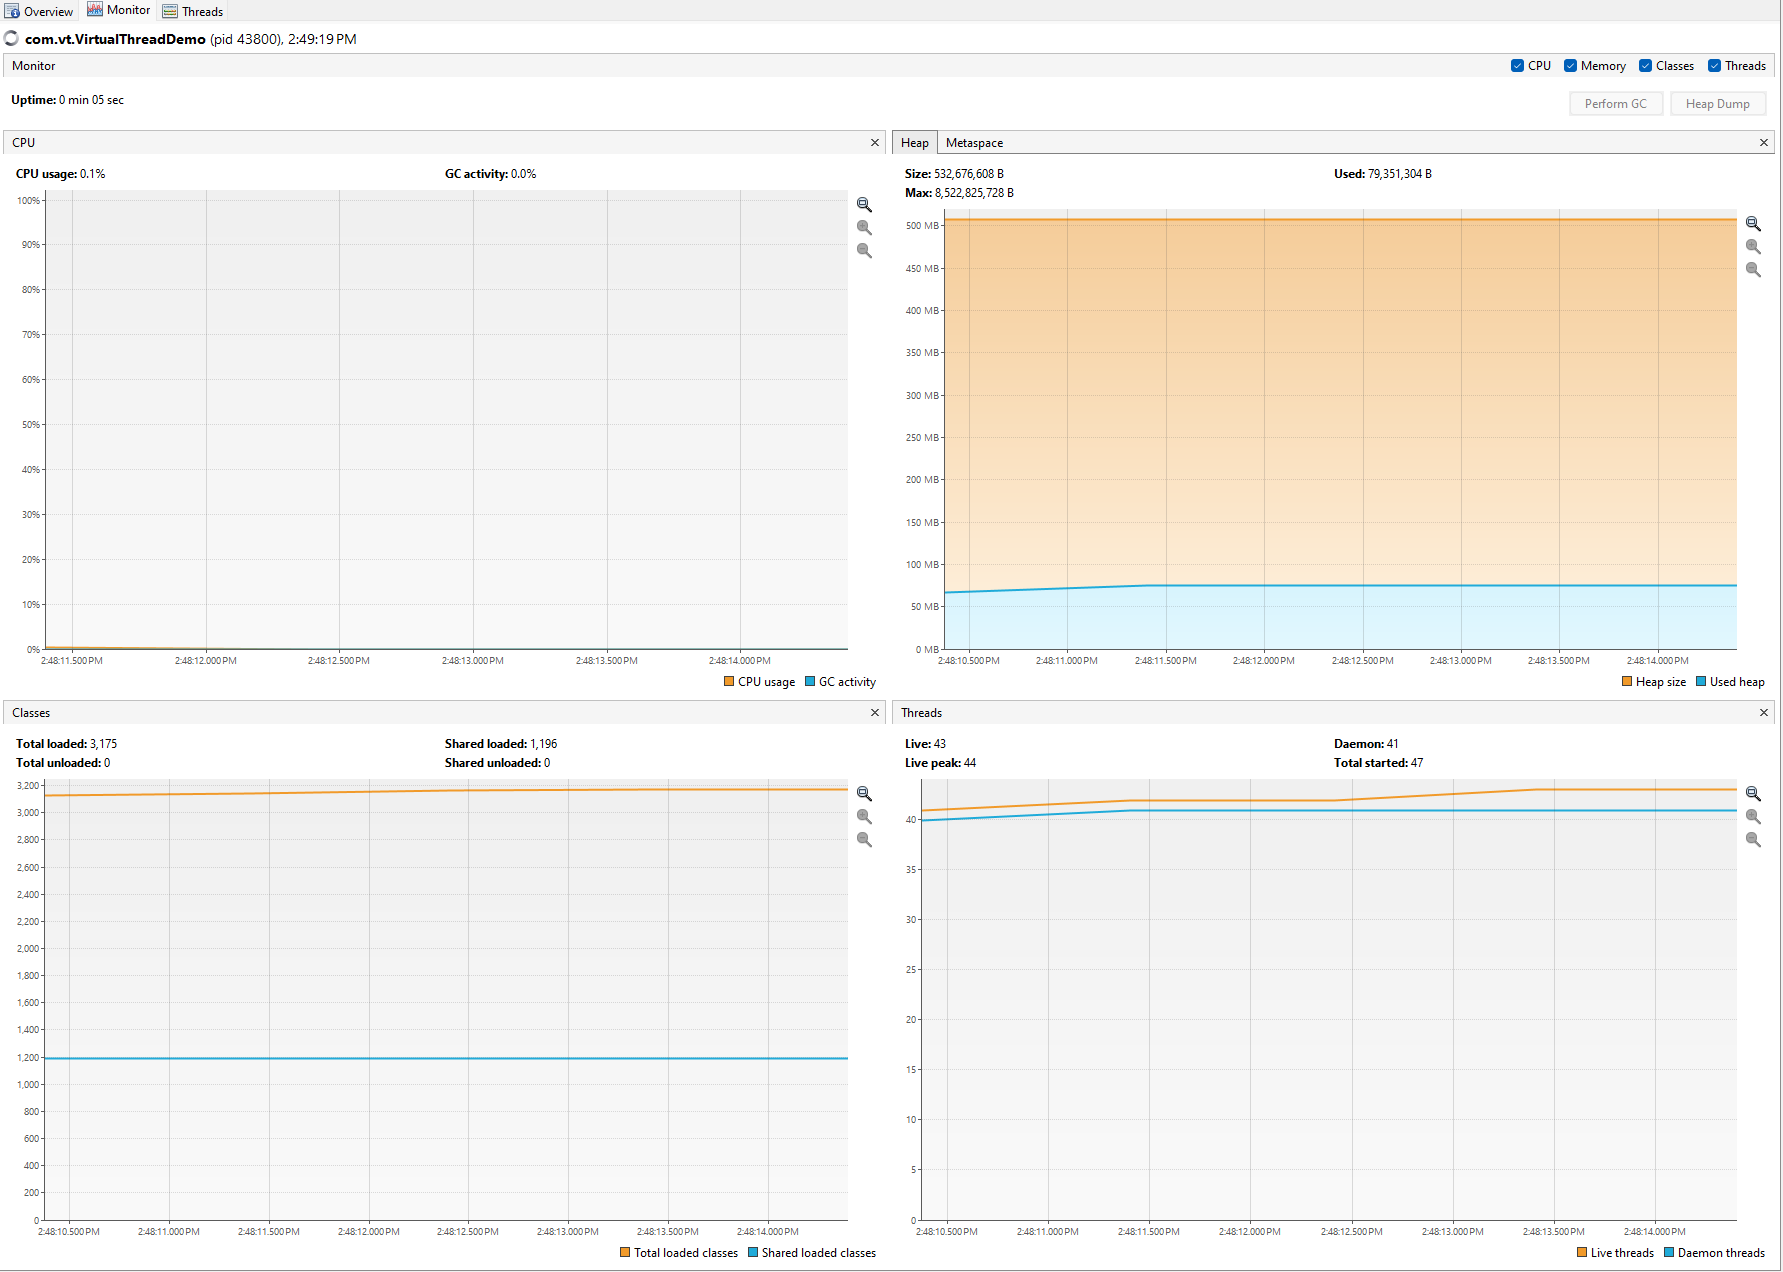 Overview Monitor Threads
com.vt.VirtualThreadDemo (pid 43800), 2:49:19 PM
Monitor CPU Memory Classes Threads
Uptime: 0 min 05 sec
Perform GC Heap Dump
CPU
CPU usage: 0.1% GC activity: 0.0%
100%
90%
80%
70%
60%
50%
40%
30%
20%
10%
0%
2:48:11.500 PM 2:48:12.000 PM 2:48:12.500 PM 2:48:13.000 PM 2:48:13.500 PM 2:48:14.000 PM
CPU usage GC activity
Heap Metaspace
Size: 532,676,608 B Used: 79,351,304 B
Max: 8,522,825,728 B
500 MB
450 MB
400 MB
350 MB
300 MB
250 MB
200 MB
150 MB
100 MB
50 MB
0 MB
2:48:10.500 PM 2:48:11.000 PM 2:48:11.500 PM 2:48:12.000 PM 2:48:12.500 PM 2:48:13.000 PM 2:48:13.500 PM 2:48:14.000 PM
Heap size Used heap
Classes
Total loaded: 3,175 Shared loaded: 1,196
Total unloaded: 0 Shared unloaded: 0
3,200
3,000
2,800
2,600
2,400
2,200
2,000
1,800
1,600
1,400
1,200
1,000
800
600
400
200
0
2:48:10.500 PM 2:48:11.000 PM 2:48:11.500 PM 2:48:12.000 PM 2:48:12.500 PM 2:48:13.000 PM 2:48:13.500 PM 2:48:14.000 PM
Total loaded classes Shared loaded classes
Threads
Live: 43 Daemon: 41
Live peak: 44 Total started: 47
40
35
30
25
20
15
10
5
0
2:48:10.500 PM 2:48:11.000 PM 2:48:11.500 PM 2:48:12.000 PM 2:48:12.500 PM 2:48:13.000 PM 2:48:13.500 PM 2:48:14.000 PM
Live threads Daemon threads